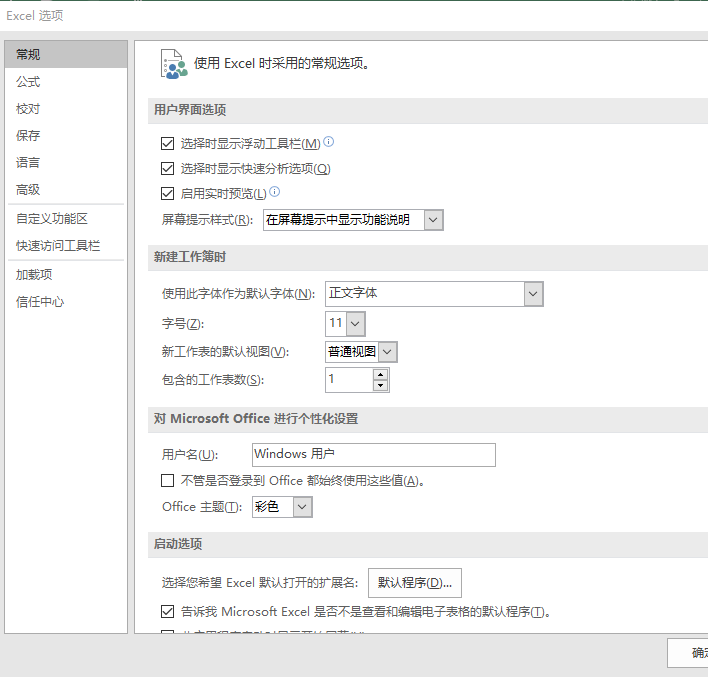 Excel 选项
常规
公式
校对
保存
语言
高级
自定义功能区
快速访问工具栏
加载项
信任中心
使用 Excel 时采用的常规选项。
用户界面选项
选择时显示浮动工具栏(M)
选择时显示快速分析选项(Q)
启用实时预览(L)
屏幕提示样式(R): 在屏幕提示中显示功能说明
新建工作簿时
使用此字体作为默认字体(N): 正文字体
字号(Z): 11
新工作表的默认视图(V): 普通视图
包含的工作表数(S): 1
对 Microsoft Office 进行个性化设置
用户名(U): Windows 用户
不管是否登录到 Office 都始终使用这些值(A)。
Office 主题(T): 彩色
启动选项
选择您希望 Excel 默认打开的扩展名: 默认程序(D)...
告诉我 Microsoft Excel 是否不是查看和编辑电子表格的默认程序(T)。
确定